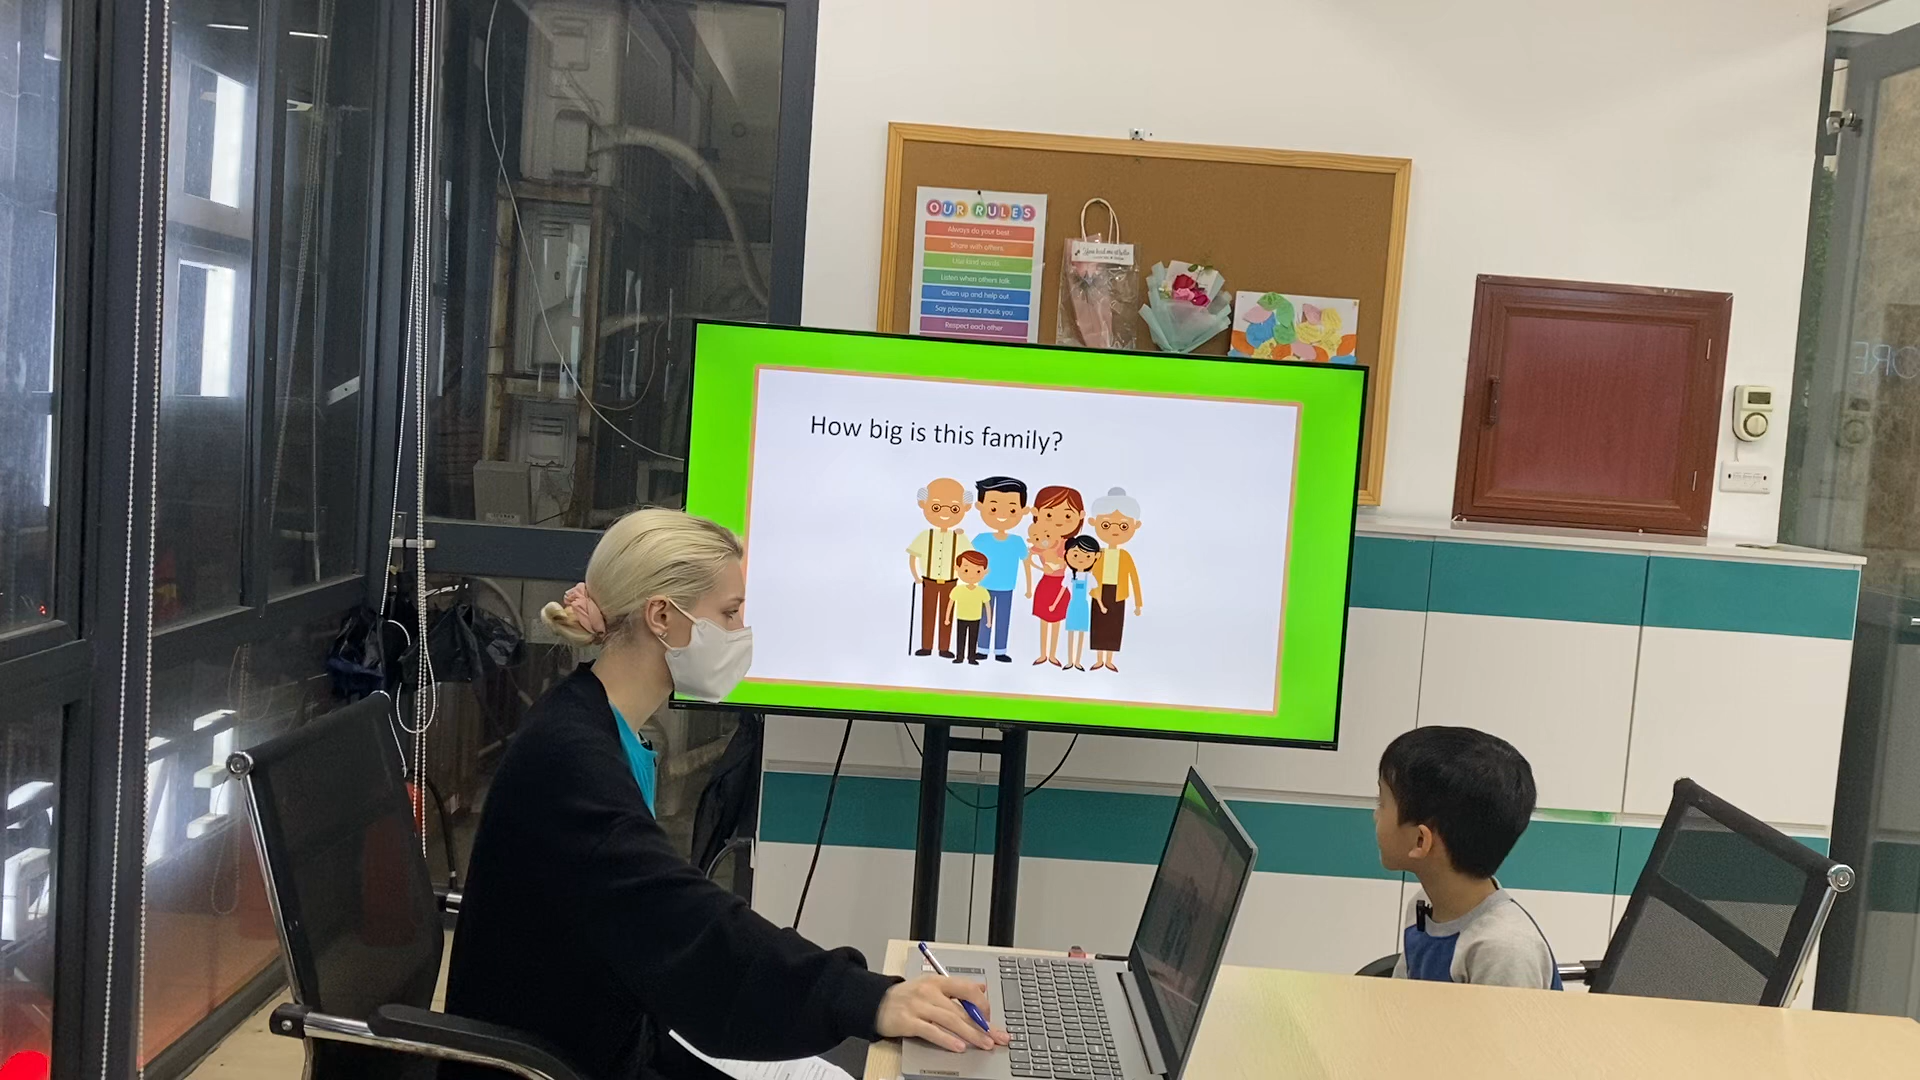 OUR RULES
Always do your best
Share with others
Use kind words
Listen when others talk
Clean up and help out
Say please and thank you
Respect each other
How big is this family?